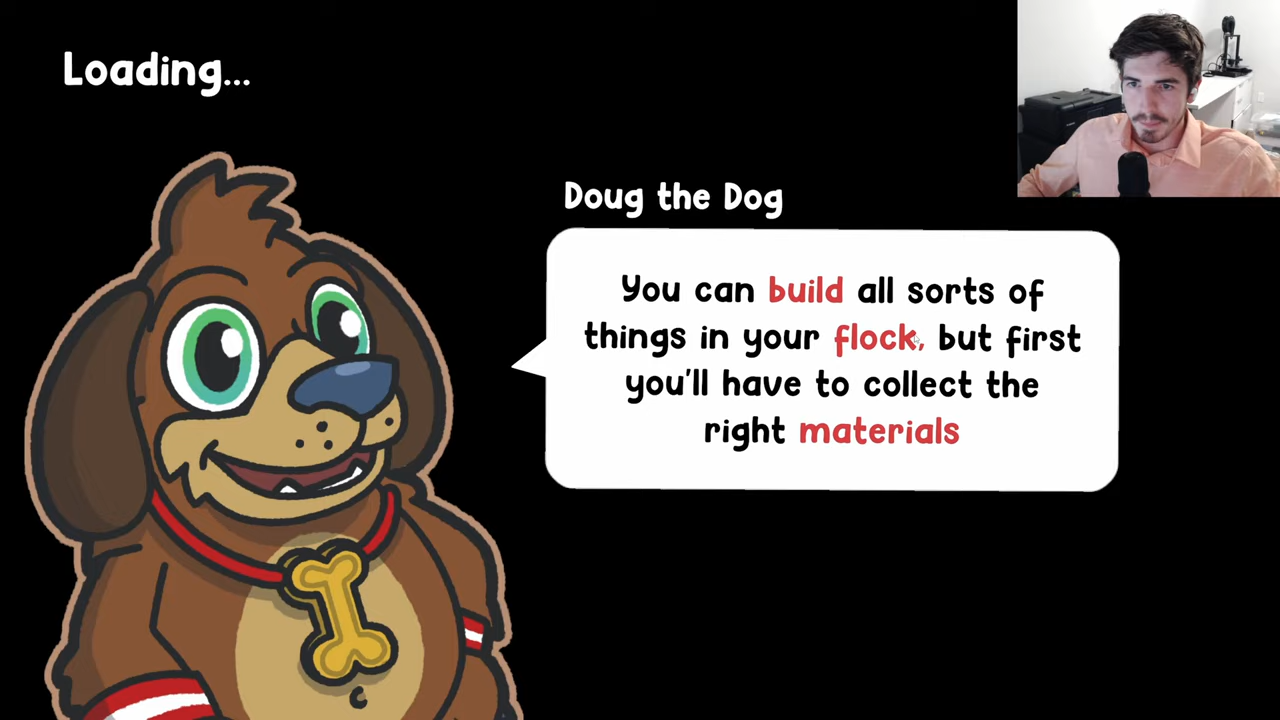 Loading...
Doug the Dog
You can build all sorts of
things in your flock, but first
you'll have to collect the
right materials